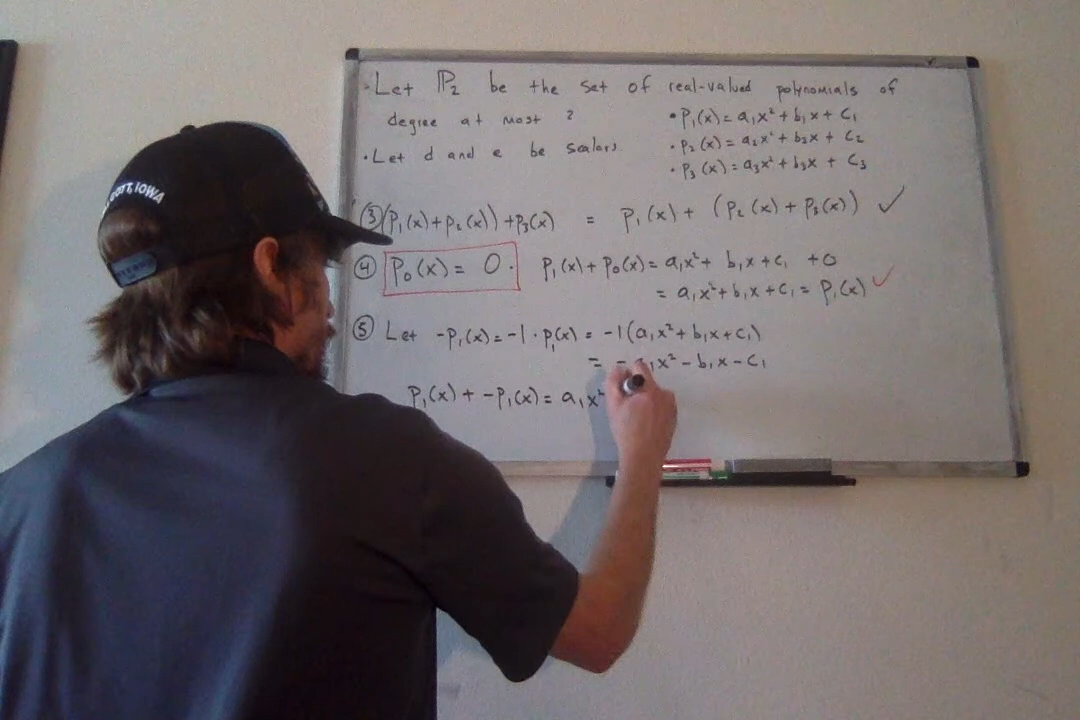 • Let ℙ₂ be the set of real-valued polynomials of
degree at most 2
• Let d and e be scalars
• P₁(x) = a₁x² + b₁x + C₁
• P₂(x) = a₂x² + b₂x + C₂
• P₃(x) = a₃x² + b₃x + C₃
③ (P₁(x) + P₂(x)) + P₃(x) = P₁(x) + (P₂(x) + P₃(x)) ✓
④ P₀(x) = 0. P₁(x) + P₀(x) = a₁x² + b₁x + C₁ + 0
= a₁x² + b₁x + C₁ = P₁(x) ✓
⑤ Let -P₁(x) = -1 · P₁(x) = -1(a₁x² + b₁x + C₁)
= -a₁x² - b₁x - C₁
P₁(x) + -P₁(x) = a₁x²
IOWA